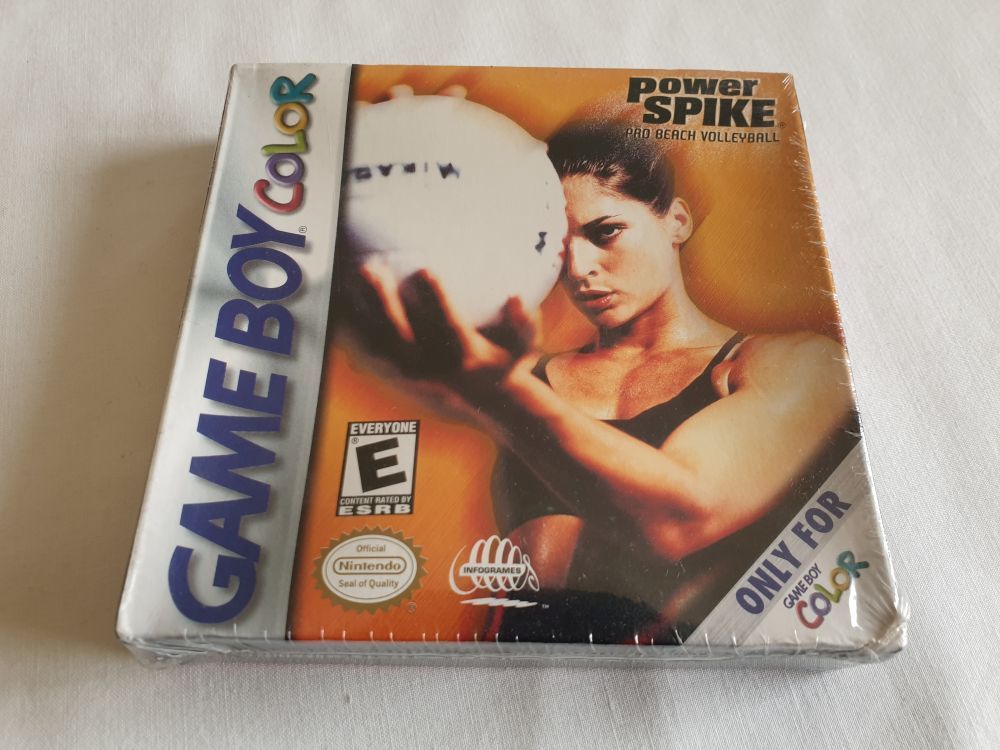 GAME BOY COLOR
®
power
SPIKE®
PRO BEACH VOLLEYBALL
EVERYONE
E
®
CONTENT RATED BY
ESRB
Official
Nintendo
Seal of Quality
®
INFOGRAMES
™
ONLY FOR
GAME BOY
COLOR